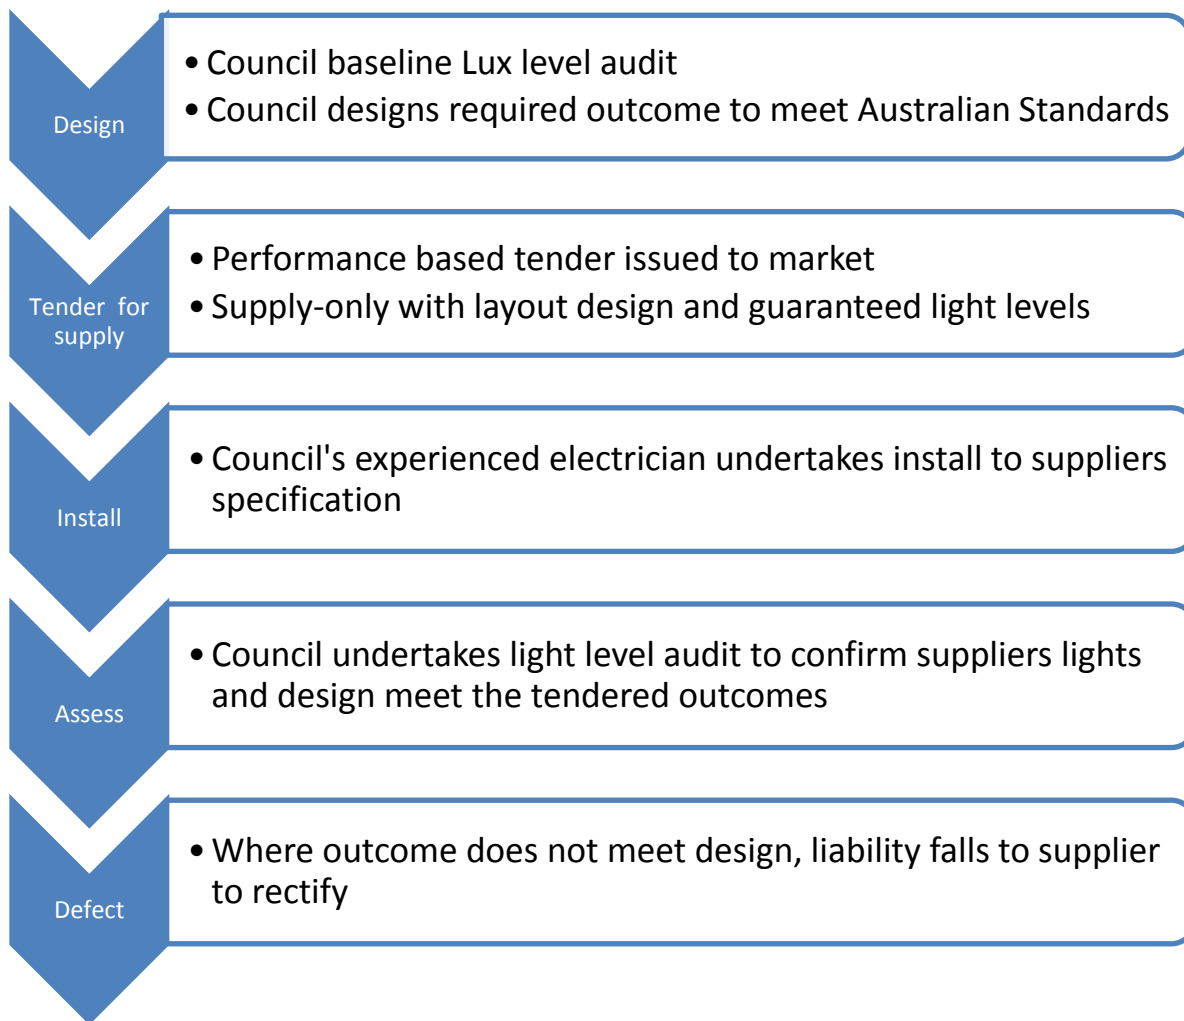 Design
• Council baseline Lux level audit
• Council designs required outcome to meet Australian Standards
Tender for
supply
• Performance based tender issued to market
• Supply-only with layout design and guaranteed light levels
Install
• Council's experienced electrician undertakes install to suppliers
specification
Assess
• Council undertakes light level audit to confirm suppliers lights
and design meet the tendered outcomes
Defect
• Where outcome does not meet design, liability falls to supplier
to rectify